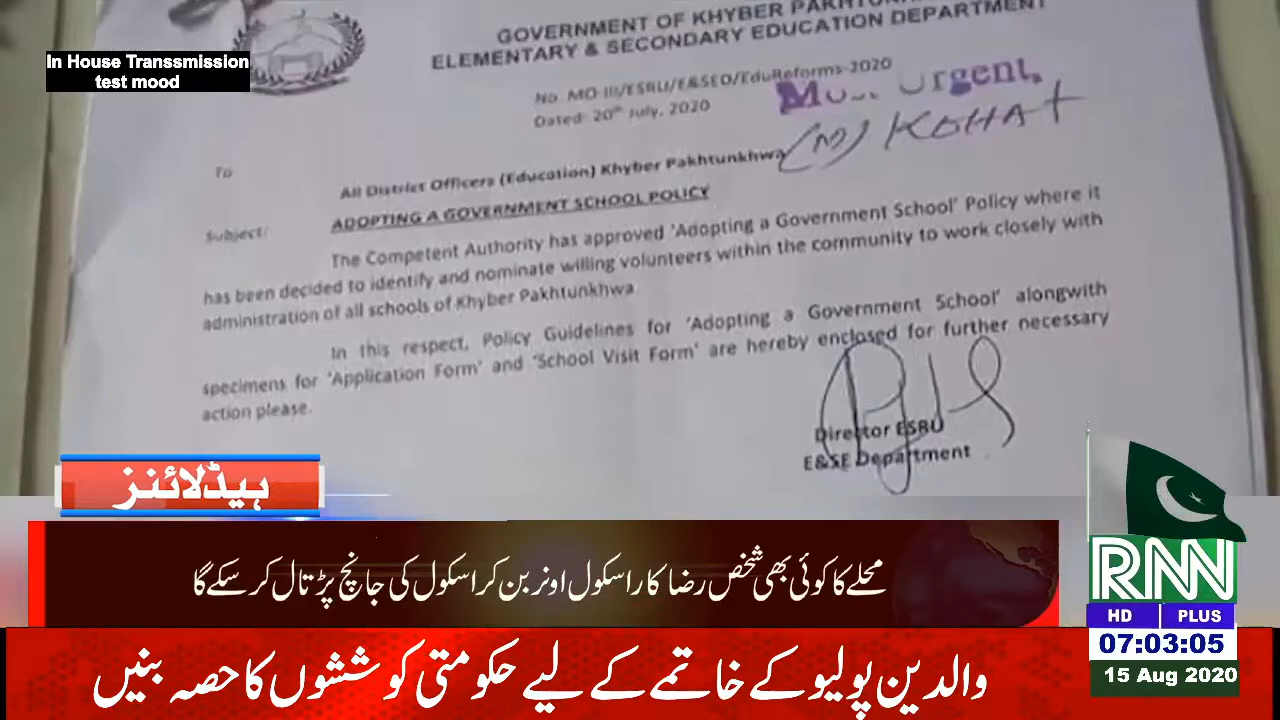 In House Transsmission
test mood
GOVERNMENT OF KHYBER
ELEMENTARY & SECONDARY EDUCATION DEPARTMENT
No. MO-III/ESRU/E&SED/EduReforms-2020
Dated: 20th July, 2020
Most Urgent.
(M) KOHAT
To
All District Officers (Education) Khyber Pakhtunkhwa
Subject: ADOPTING A GOVERNMENT SCHOOL POLICY
The Competent Authority has approved 'Adopting a Government School' Policy where it
has been decided to identify and nominate willing volunteers within the community to work closely with
administration of all schools of Khyber Pakhtunkhwa.
In this respect, Policy Guidelines for 'Adopting a Government School' alongwith
specimens for 'Application Form' and 'School Visit Form' are hereby enclosed for further necessary
action please.
Director ESRU
E&SE Department
ہیڈلائنز
محلے کا کوئی بھی شخص رضا کار اسکول اونر بن کر اسکول کی جانچ پڑتال کر سکے گا
والدین پولیو کے خاتمے کے لیے حکومتی کوششوں کا حصہ بنیں
RNN
HD PLUS
07:03:05
15 Aug 2020